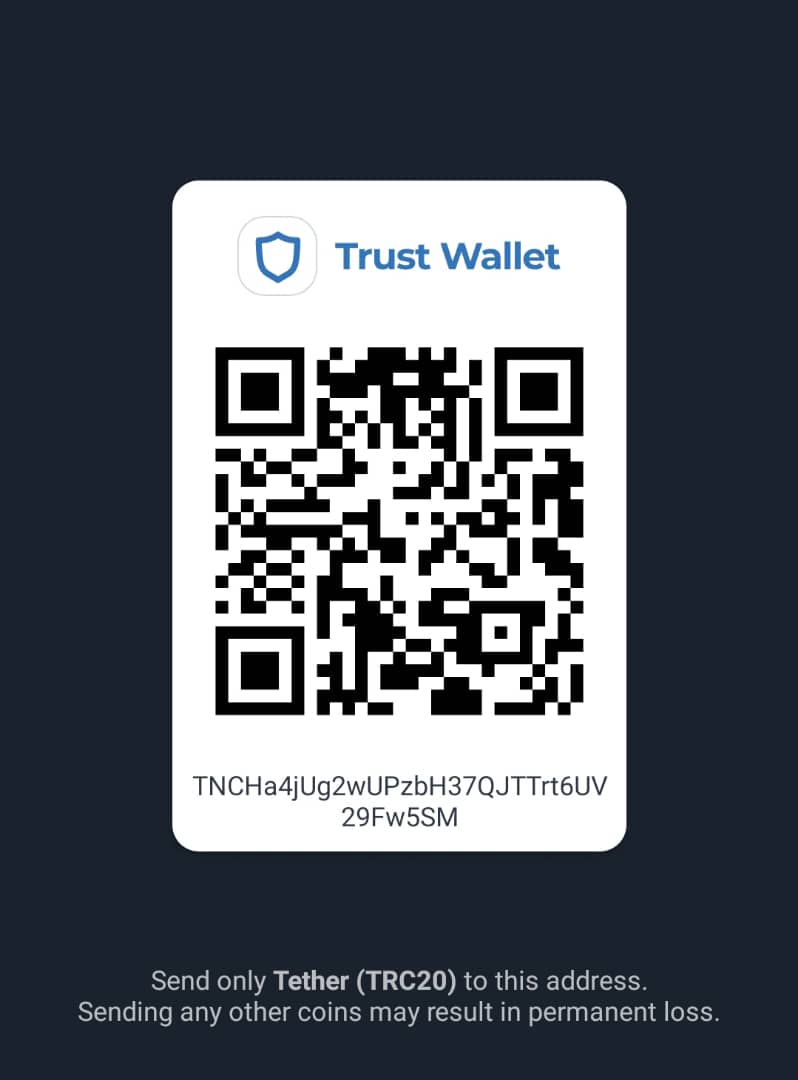 Trust Wallet
TNCHa4jUg2wUPzbH37QJTTrt6UV
29Fw5SM
Send only Tether (TRC20) to this address.
Sending any other coins may result in permanent loss.